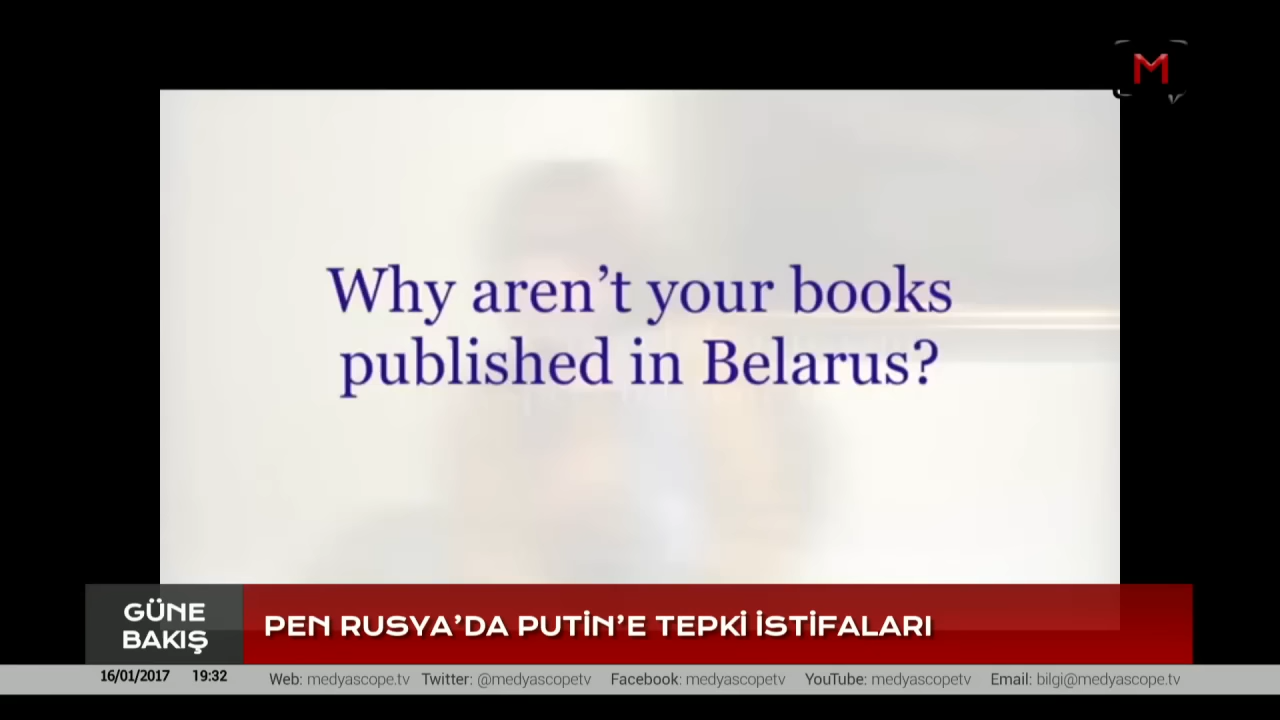 M
v
Why aren’t your books
published in Belarus?
GÜNE
BAKIŞ
PEN RUSYA’DA PUTİN’E TEPKİ İSTİFALARI
16/01/2017 19:32 Web: medyascope.tv Twitter: @medyascopetv Facebook: medyascopetv YouTube: medyascopetv Email: bilgi@medyascope.tv